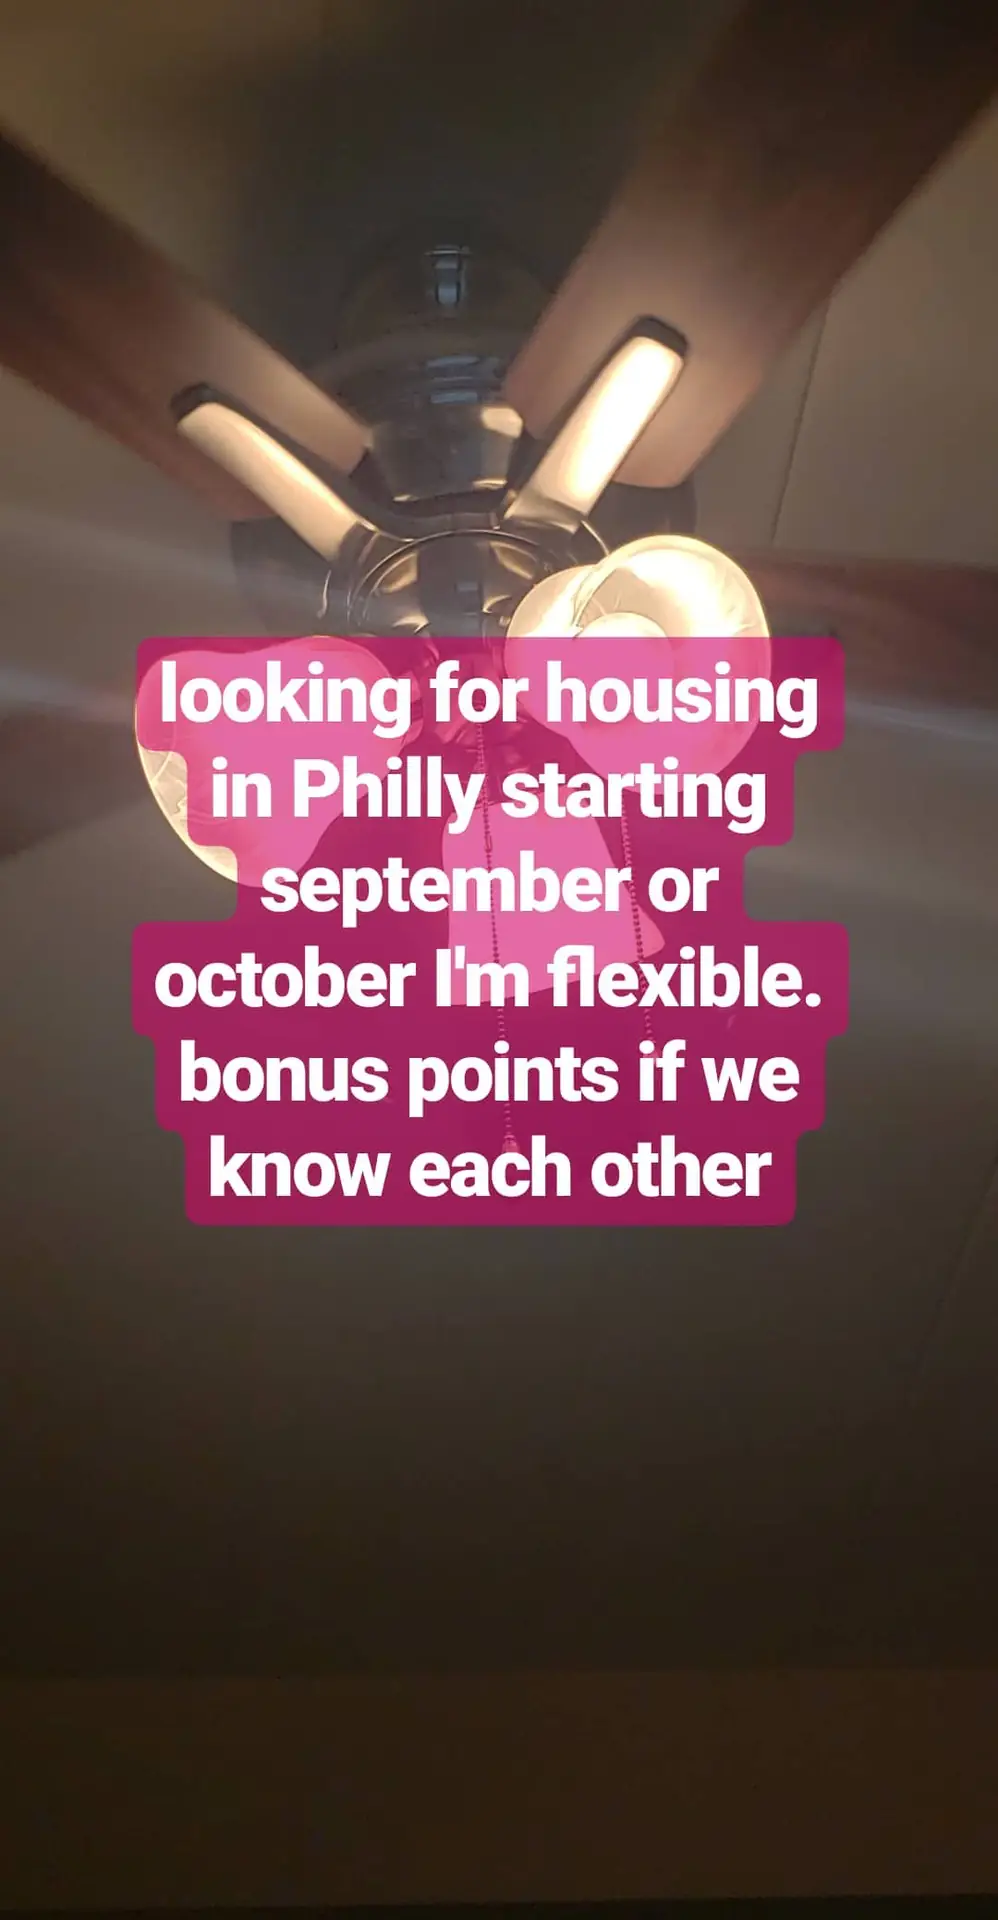 looking for housing
in Philly starting
september or
october I'm flexible.
bonus points if we
know each other